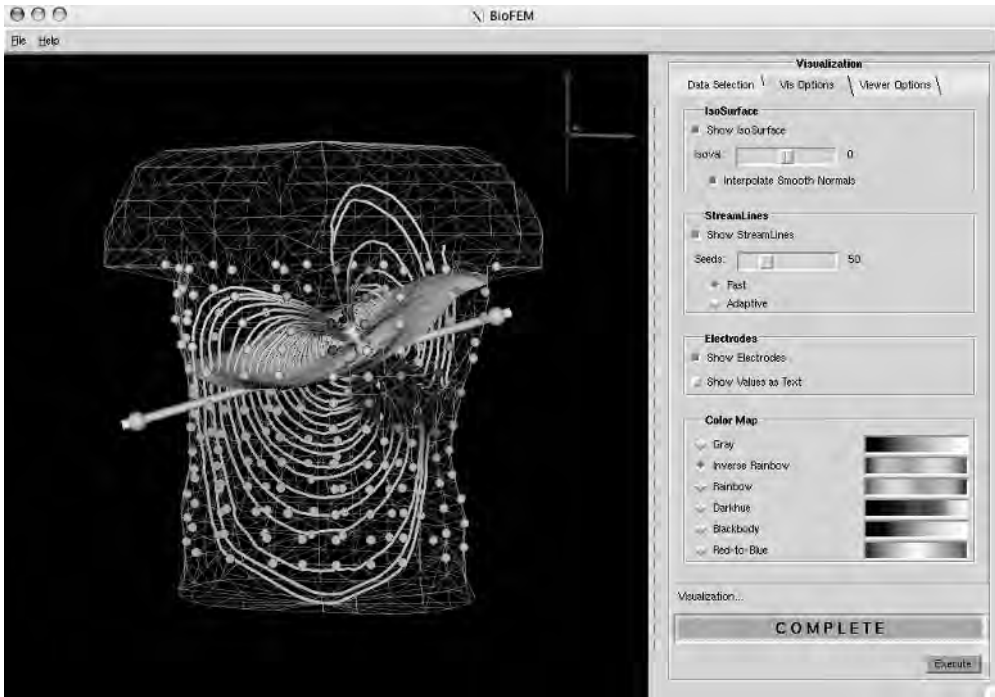 BioFEM
File Help
Visualization
Data Selection Vis Options Viewer Options
IsoSurface
Show IsoSurface
Isoval: 0
Interpolate Smooth Normals
StreamLines
Show StreamLines
Seeds: 50
Fast
Adaptive
Electrodes
Show Electrodes
Show Values as Text
Color Map
Gray
Inverse Rainbow
Rainbow
Darkhue
Blackbody
Red-to-Blue
Visualization...
COMPLETE
Execute